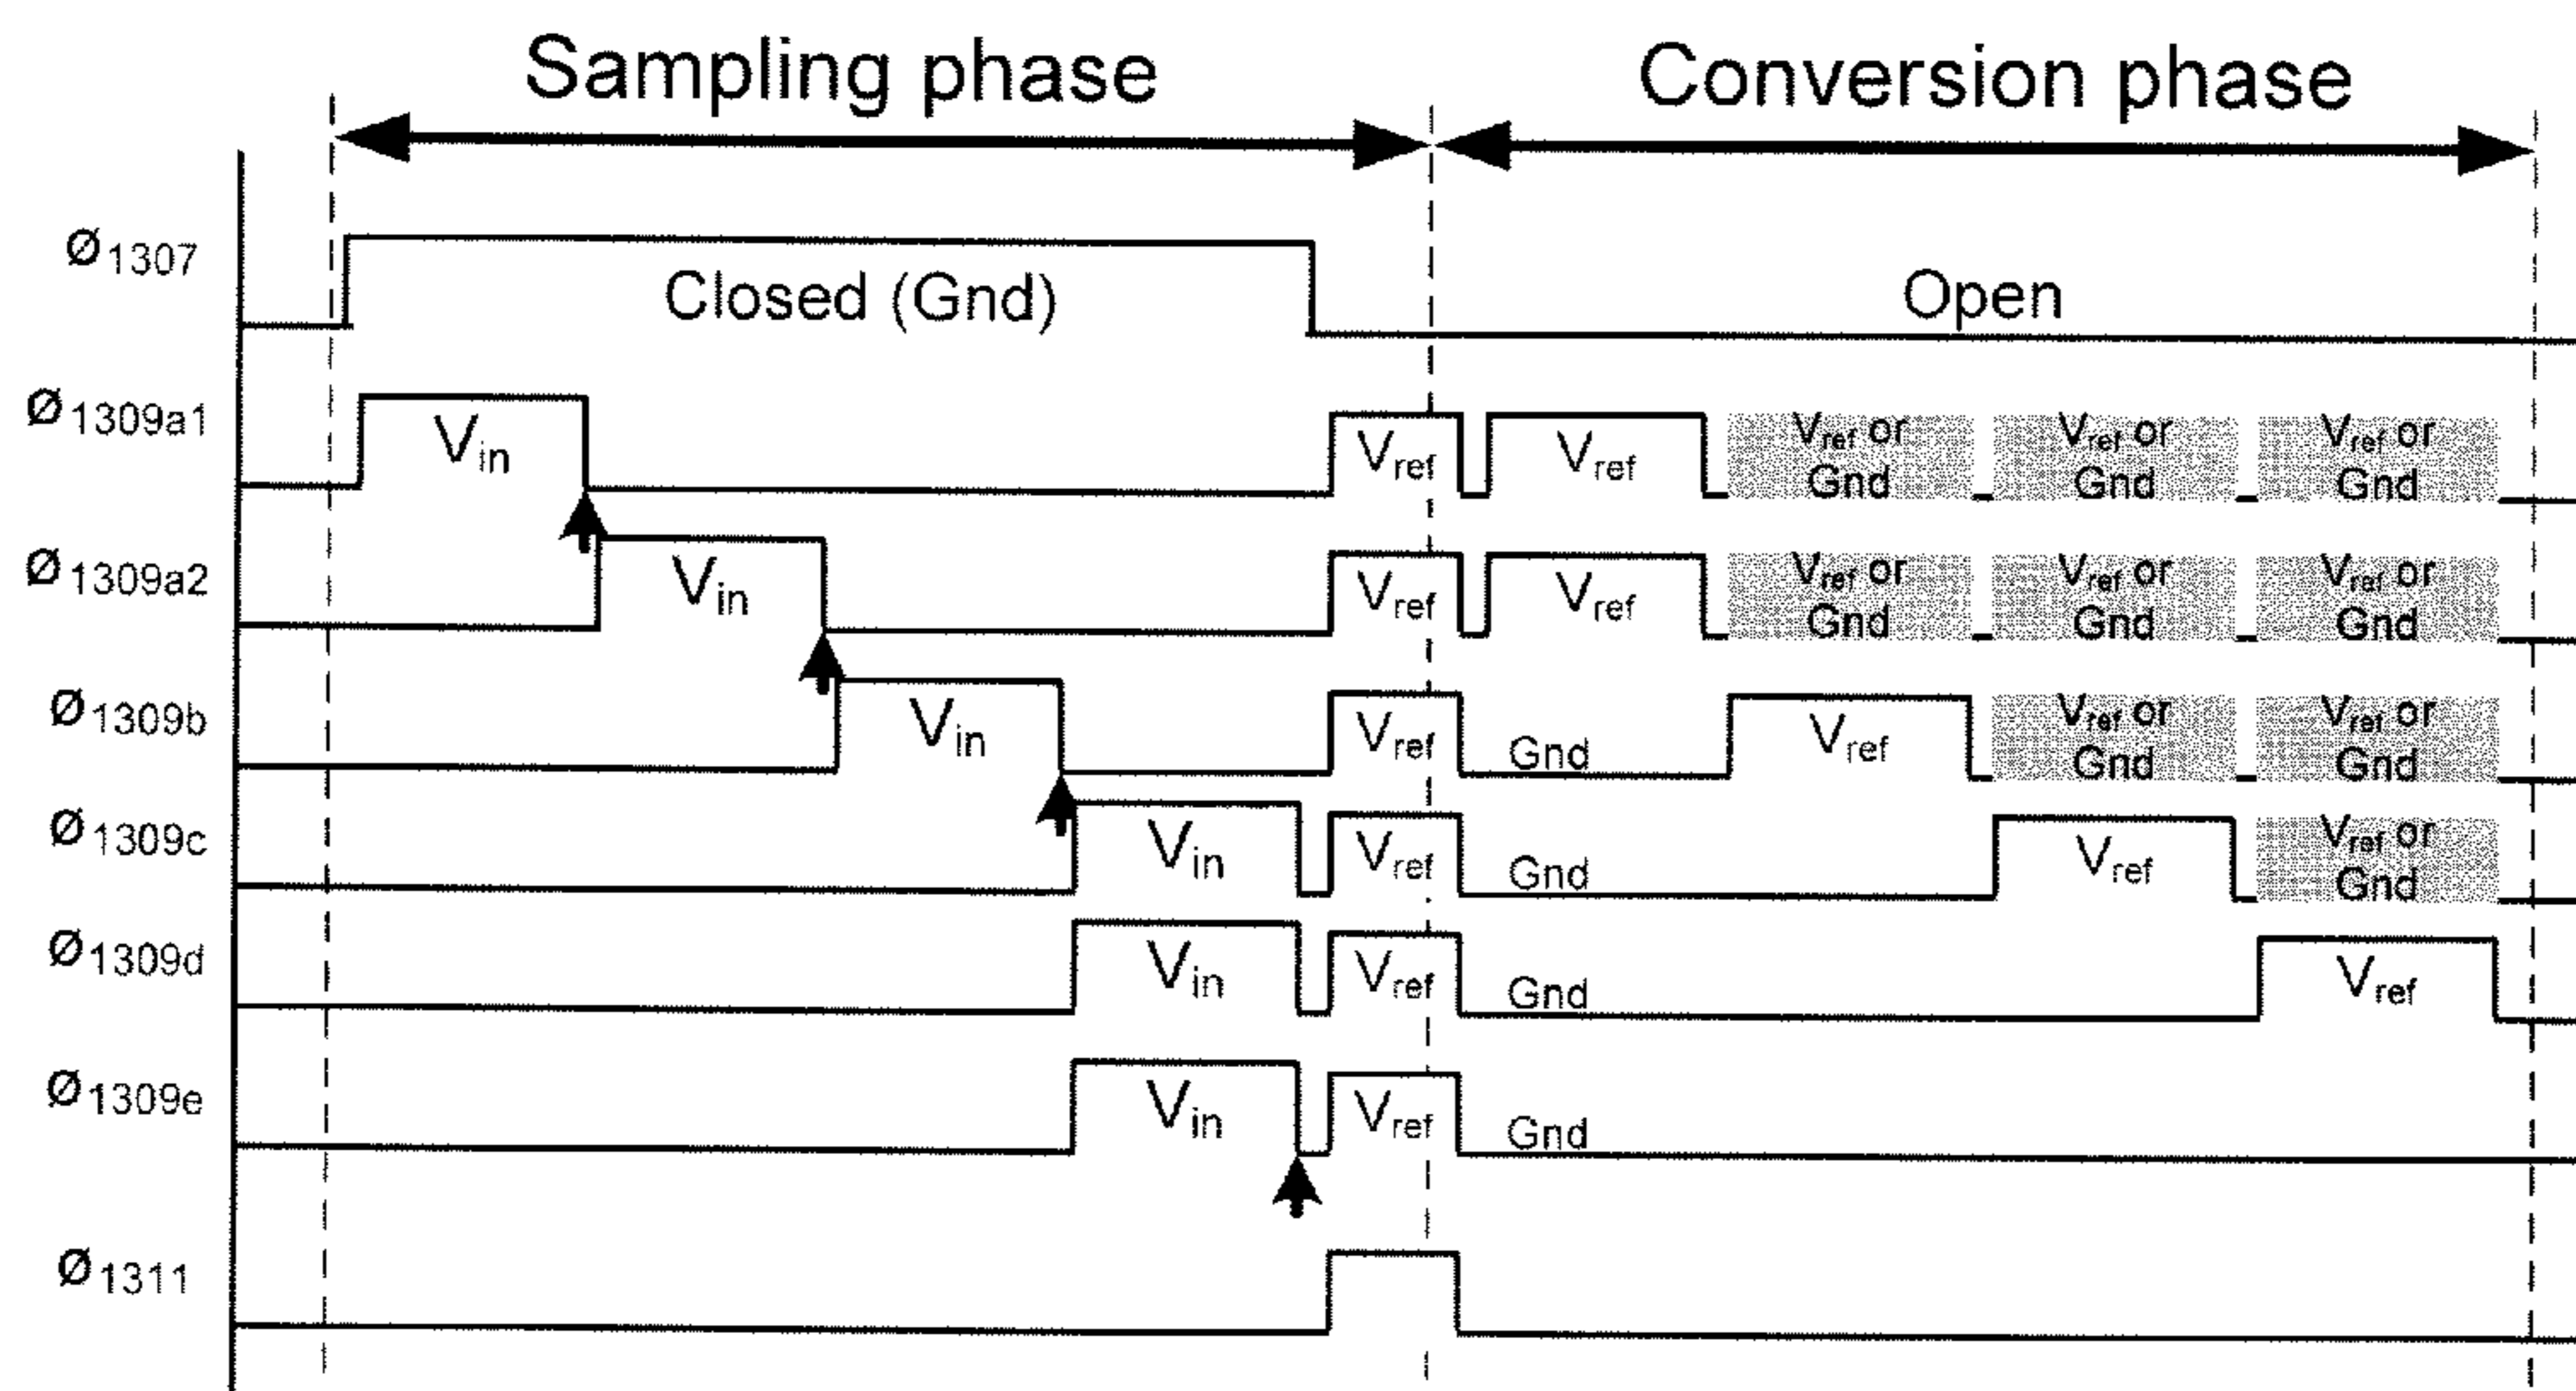 Sampling phase Conversion phase
Ø1307 Closed (Gnd) Open
Ø1309a1 Vin Vref Vref Vref or Gnd Vref or Gnd Vref or Gnd
Ø1309a2 Vin Vref Vref Vref or Gnd Vref or Gnd Vref or Gnd
Ø1309b Vin Vref Gnd Vref Vref or Gnd Vref or Gnd
Ø1309c Vin Vref Gnd Vref Vref or Gnd
Ø1309d Vin Vref Gnd Vref
Ø1309e Vin Vref Gnd
Ø1311